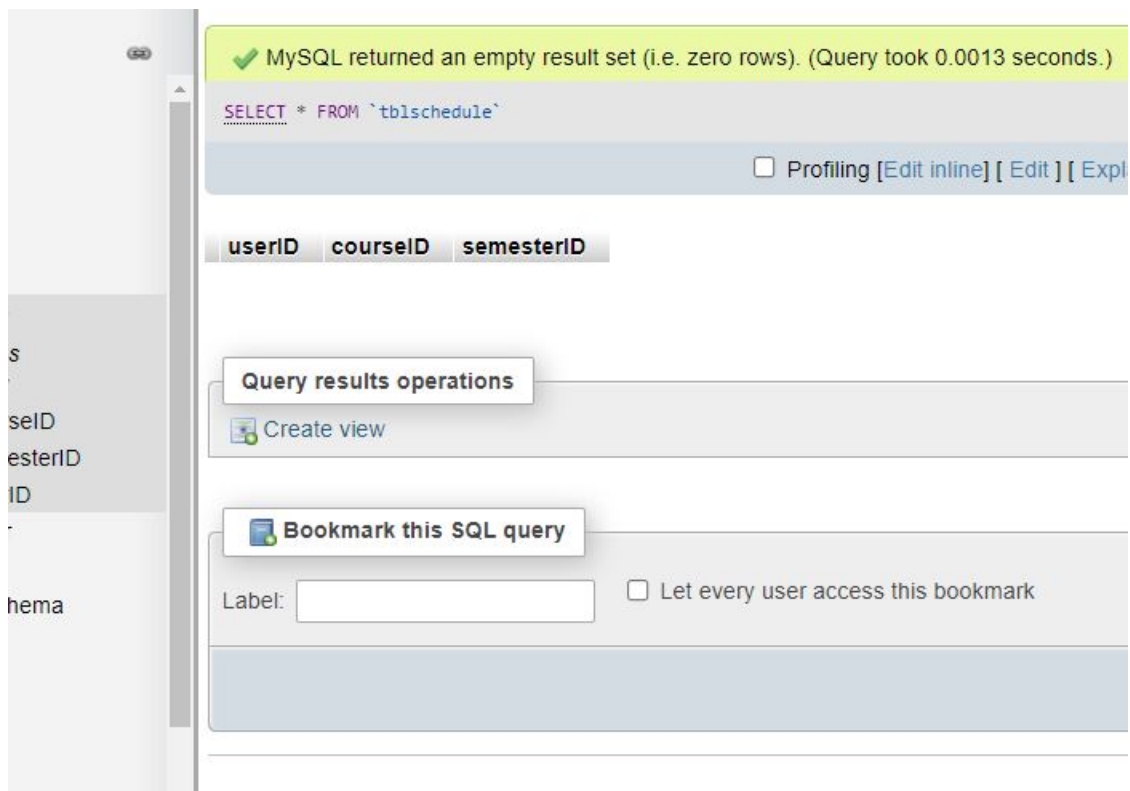 MySQL returned an empty result set (i.e. zero rows). (Query took 0.0013 seconds.)
SELECT * FROM `tblschedule`
Profiling [Edit inline] [ Edit ] [ Expl
userID courseID semesterID
s
Query results operations
rseID
Create view
esterID
rID
Bookmark this SQL query
Label:
Let every user access this bookmark
hema